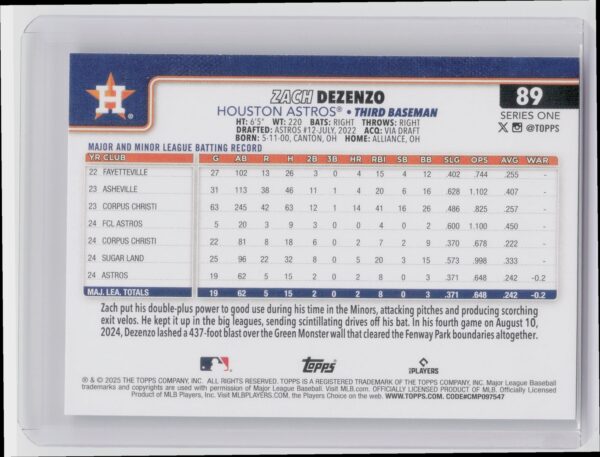 H
ZACH DEZENZO
HOUSTON ASTROS® • THIRD BASEMAN
HT: 6'5" WT: 220 BATS: RIGHT THROWS: RIGHT
DRAFTED: ASTROS #12-JULY, 2022 ACQ: VIA DRAFT
BORN: 5-11-00, CANTON, OH HOME: ALLIANCE, OH
89
SERIES ONE
@TOPPS
MAJOR AND MINOR LEAGUE BATTING RECORD
YR CLUB G AB R H 2B 3B HR RBI SB BB SLG OPS AVG WAR
22 FAYETTEVILLE 27 102 13 26 3 0 4 15 4 12 .402 .744 .255 -
23 ASHEVILLE 31 113 38 46 11 1 4 20 6 16 .628 1.102 .407 -
23 CORPUS CHRISTI 63 245 42 63 12 1 14 41 16 26 .486 .825 .257 -
24 FCL ASTROS 5 20 3 9 3 0 0 4 0 2 .600 1.100 .450 -
24 CORPUS CHRISTI 22 81 8 18 6 0 2 7 2 9 .370 .678 .222 -
24 SUGAR LAND 25 96 22 32 8 0 5 20 3 15 .573 .998 .333 -
24 ASTROS 19 62 5 15 2 0 2 8 0 3 .371 .648 .242 -0.2
MAJ. LEA. TOTALS 19 62 5 15 2 0 2 8 0 3 .371 .648 .242 -0.2
Zach put his double-plus power to good use during his time in the Minors, attacking pitches and producing scorching
exit velos. He kept it up in the big leagues, sending scintillating drives off his bat. In his fourth game on August 10,
2024, Dezenzo lashed a 437-foot blast over the Green Monster wall that cleared the Fenway Park boundaries altogether.
Topps
PLAYERS
® & © 2025 THE TOPPS COMPANY, INC. ALL RIGHTS RESERVED. TOPPS IS A REGISTERED TRADEMARK OF THE TOPPS COMPANY, INC. Major League Baseball
trademarks and copyrights are used with permission of Major League Baseball. Visit MLB.com. OFFICIALLY LICENSED PRODUCT OF MLB. Officially Licensed
Product of MLB Players, Inc. Visit MLBPLAYERS.com, the Players Choice on the web. WWW.TOPPS.COM. CODE#CMP097547